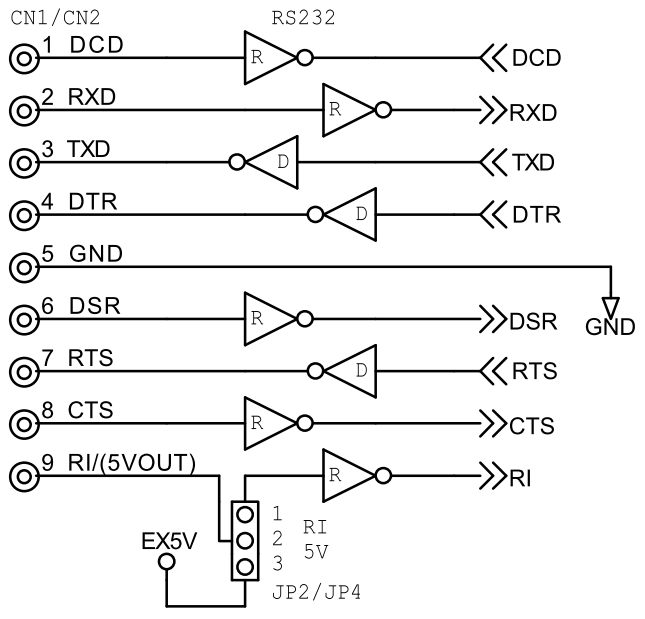 CN1/CN2 RS232
1 DCD R DCD
2 RXD R RXD
3 TXD D TXD
4 DTR D DTR
5 GND
GND
6 DSR R DSR
7 RTS D RTS
8 CTS R CTS
9 RI/(5VOUT) R RI
1 RI
2
5V
EX5V
3
JP2/JP4